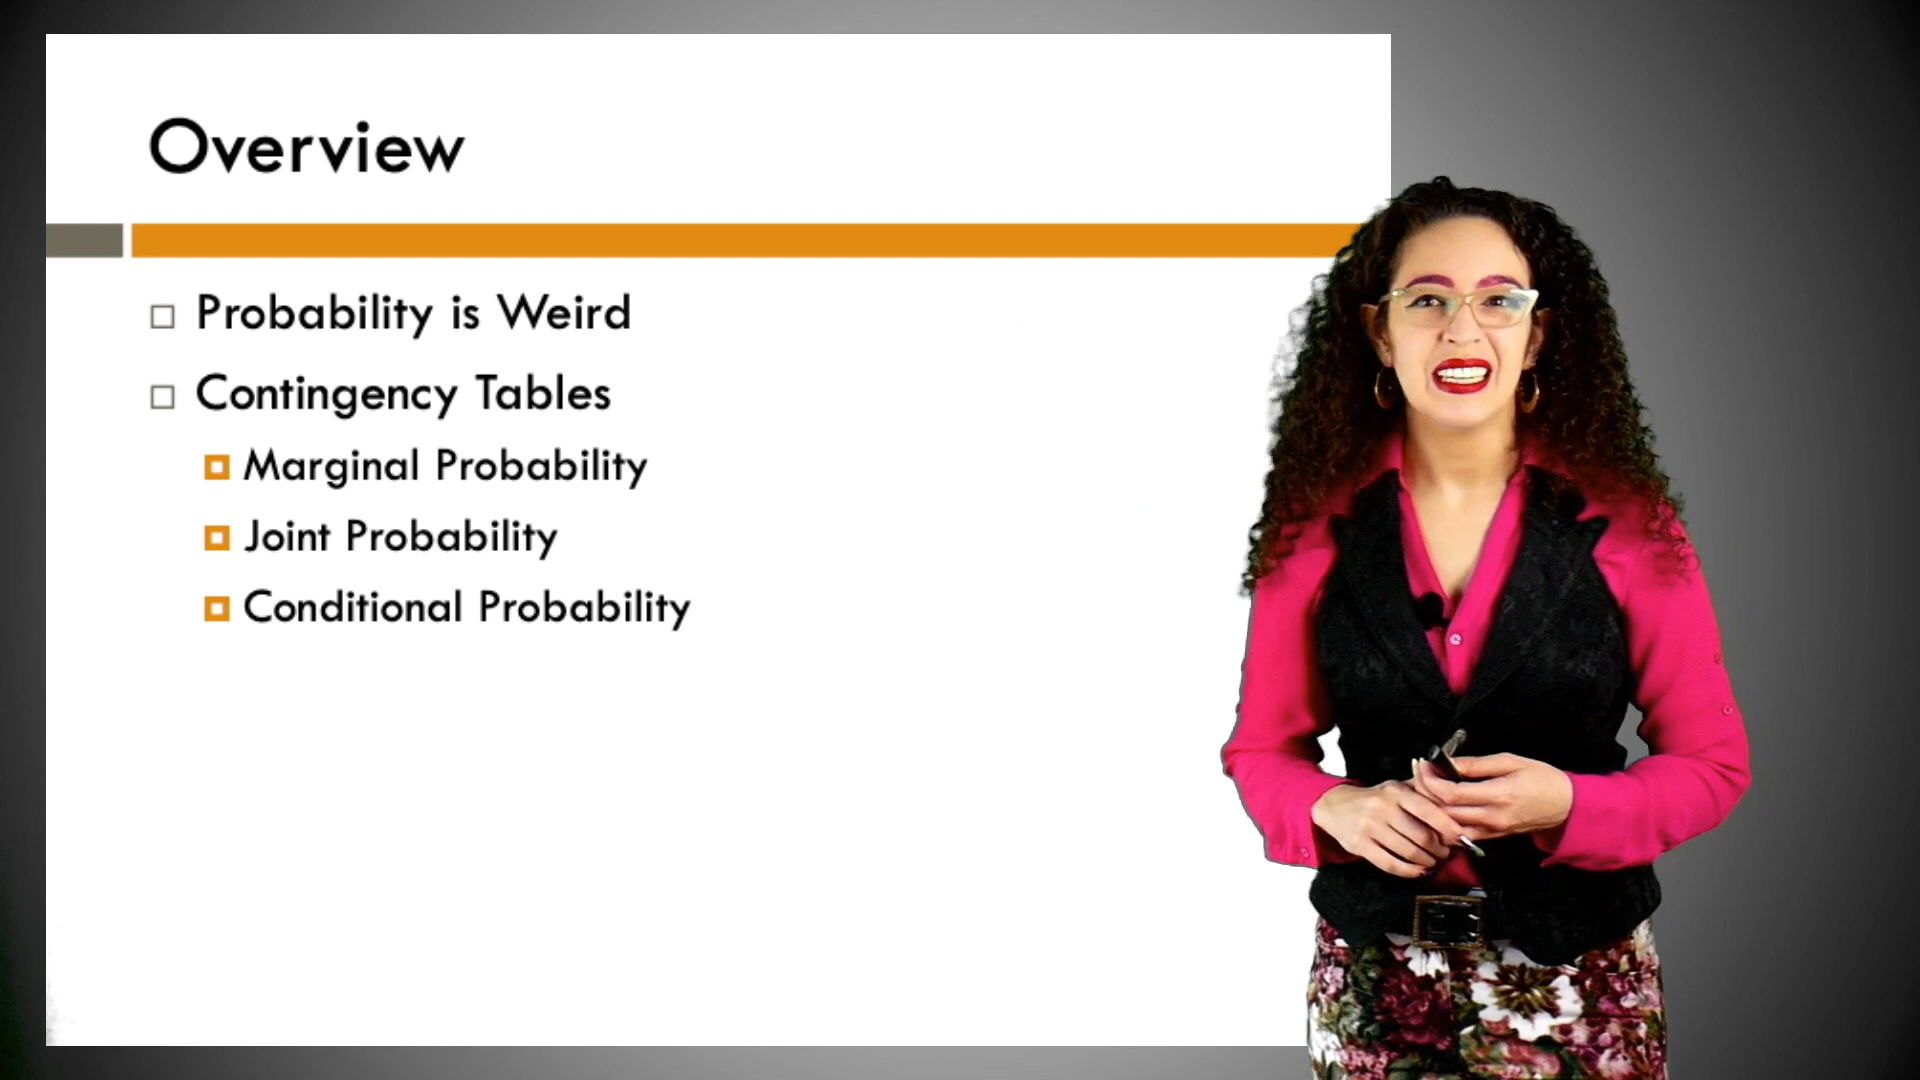 Overview
Probability is Weird
Contingency Tables
Marginal Probability
Joint Probability
Conditional Probability